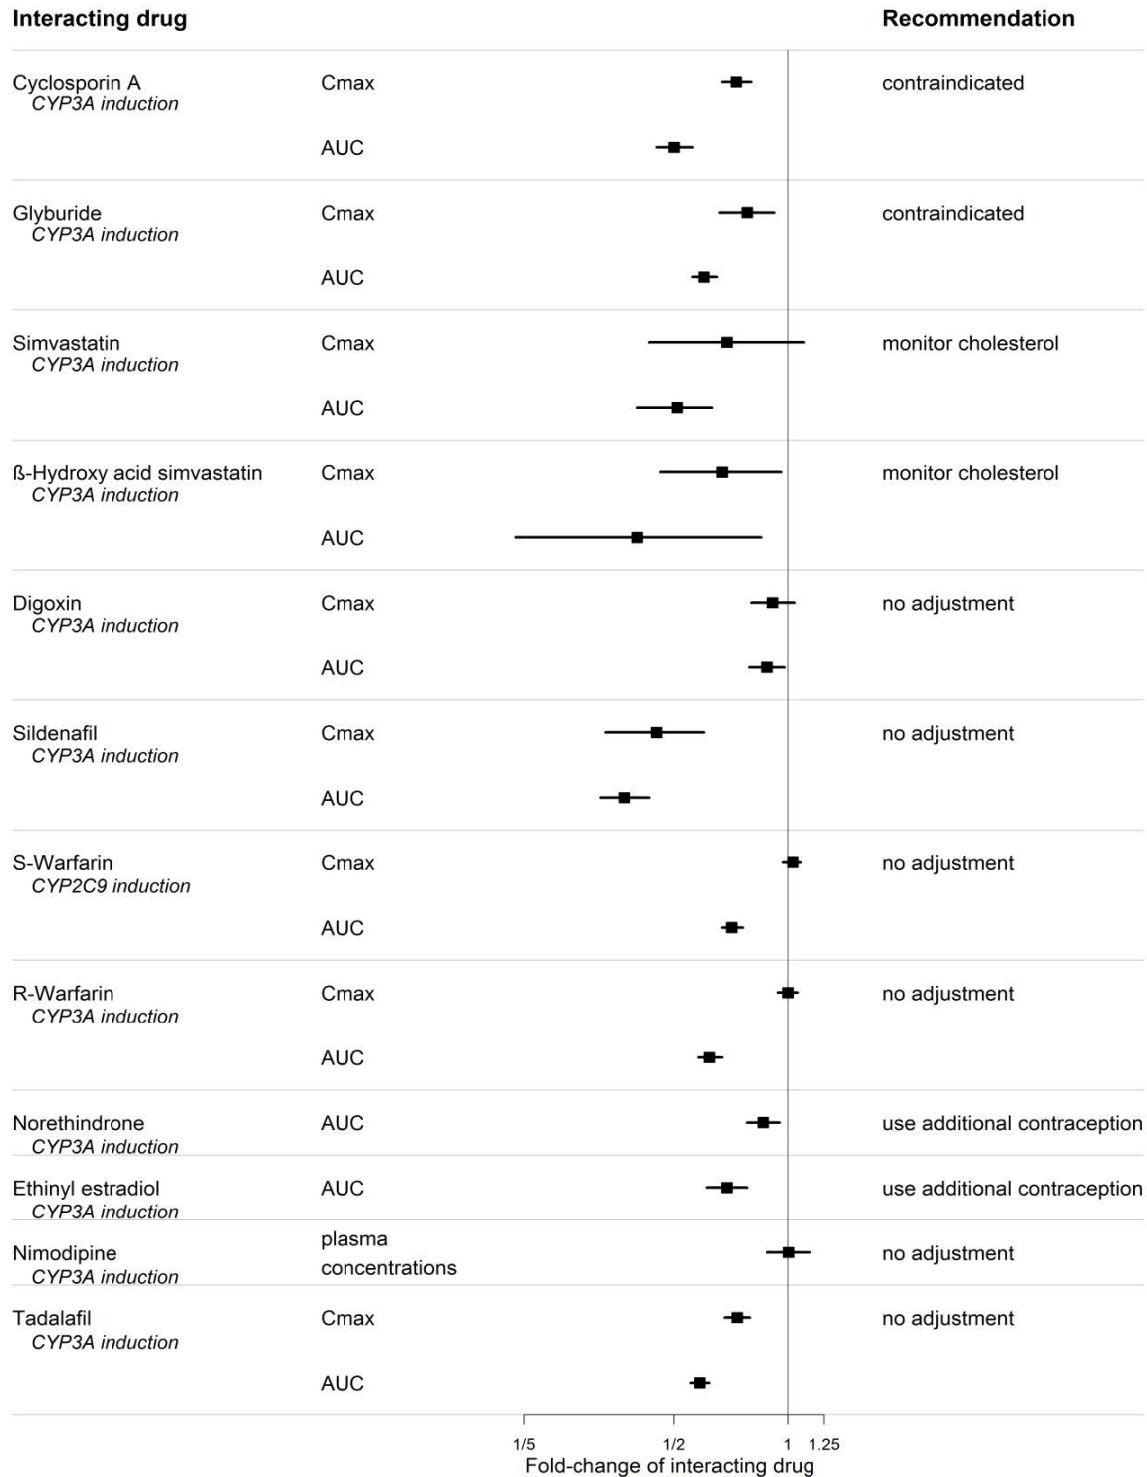 Interacting drug Recommendation
Cyclosporin A Cmax contraindicated
CYP3A induction
AUC
Glyburide Cmax contraindicated
CYP3A induction
AUC
Simvastatin Cmax monitor cholesterol
CYP3A induction
AUC
ß-Hydroxy acid simvastatin Cmax monitor cholesterol
CYP3A induction
AUC
Digoxin Cmax no adjustment
CYP3A induction
AUC
Sildenafil Cmax no adjustment
CYP3A induction
AUC
S-Warfarin Cmax no adjustment
CYP2C9 induction
AUC
R-Warfarin Cmax no adjustment
CYP3A induction
AUC
Norethindrone AUC use additional contraception
CYP3A induction
Ethinyl estradiol AUC use additional contraception
CYP3A induction
plasma
Nimodipine no adjustment
concentrations
CYP3A induction
Tadalafil Cmax no adjustment
CYP3A induction
AUC
1/5 1/2 1 1.25
Fold-change of interacting drug